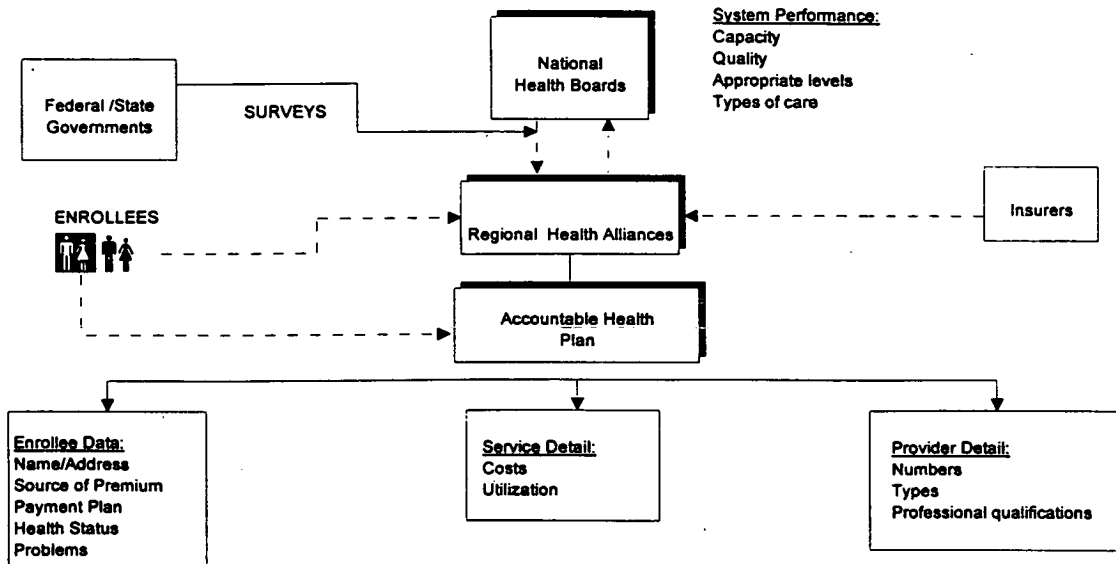 System Performance:
Capacity
Quality
Appropriate levels
Types of care
National
Health Boards
Federal /State
Governments
SURVEYS
ENROLLEES
Regional Health Alliances
Insurers
Accountable Health
Plan
Enrollee Data:
Name/Address
Source of Premium
Payment Plan
Health Status
Problems
Service Detail:
Costs
Utilization
Provider Detail:
Numbers
Types
Professional qualifications